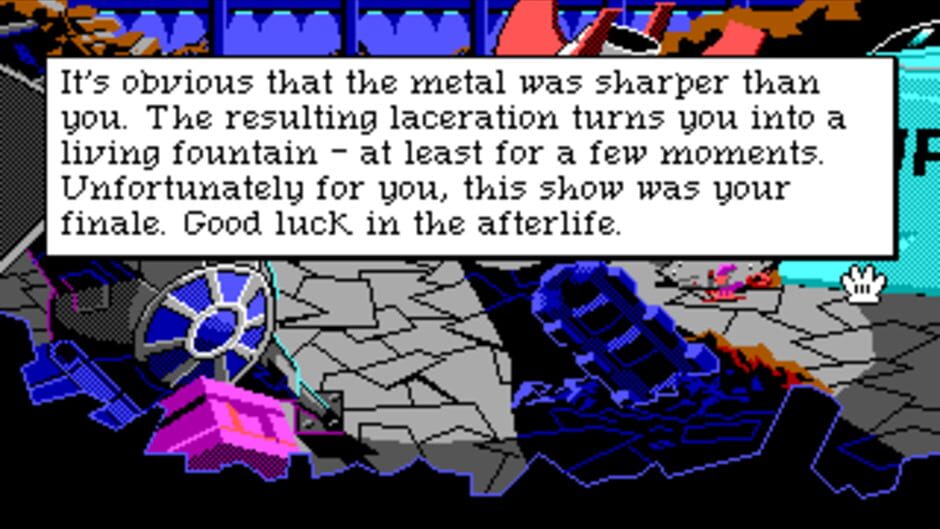 It's obvious that the metal was sharper than
you. The resulting laceration turns you into a
living fountain - at least for a few moments.
Unfortunately for you, this show was your
finale. Good luck in the afterlife.